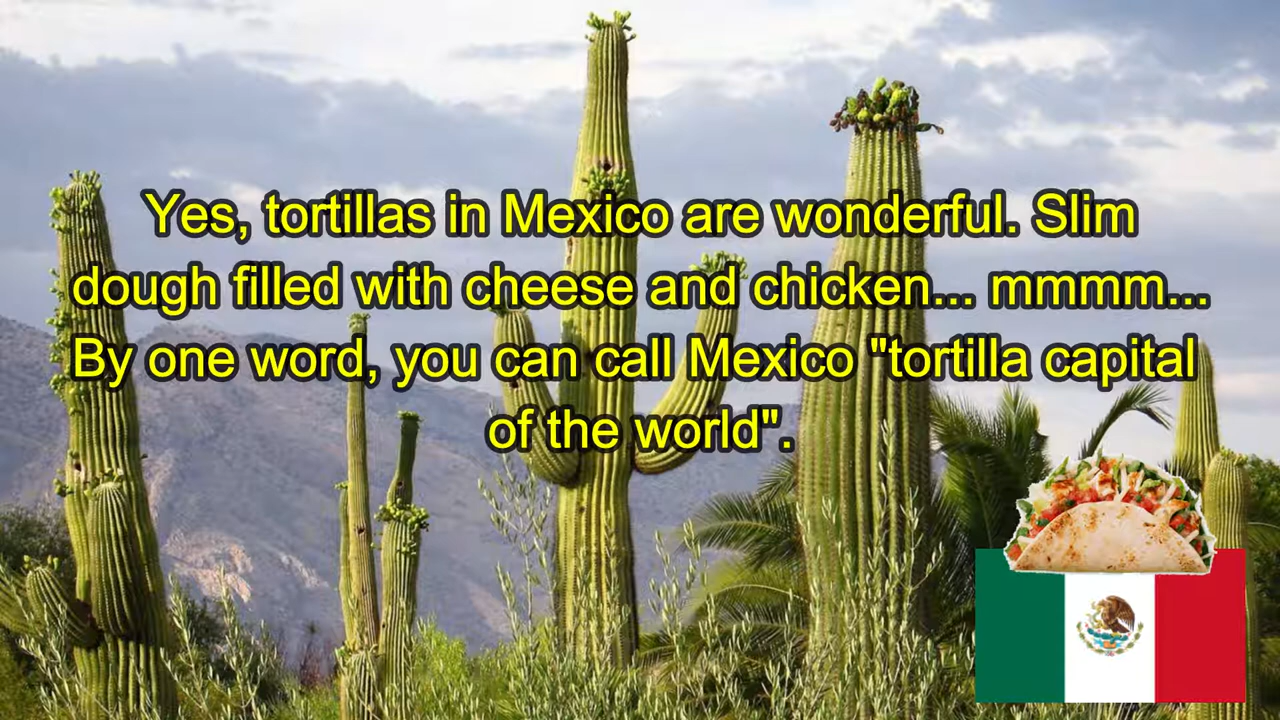 Yes, tortillas in Mexico are wonderful. Slim
dough filled with cheese and chicken... mmmm...
By one word, you can call Mexico "tortilla capital
of the world".